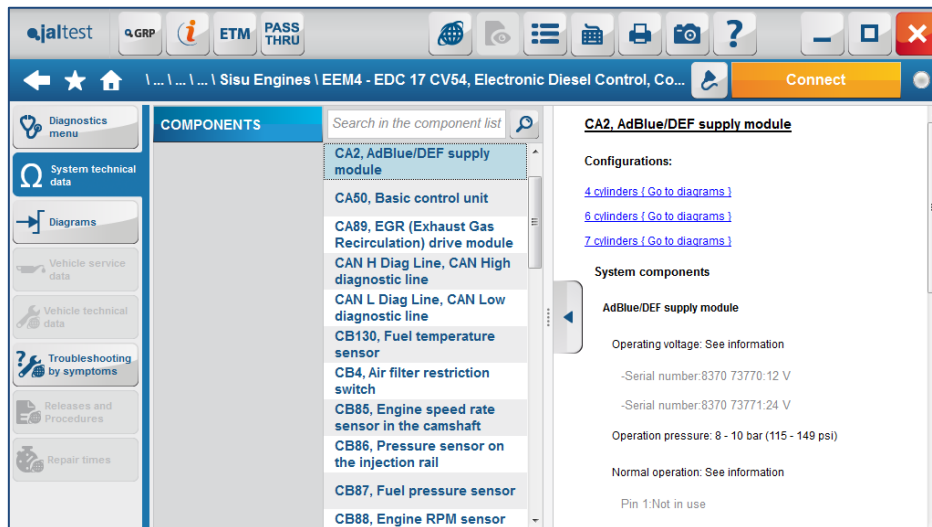 jaltest
GRP
i
ETM
PASS
THRU
?
\ ... \ ... \ ... \ Sisu Engines \ EEM4 - EDC 17 CV54, Electronic Diesel Control, Co...
Connect
Diagnostics
menu
System technical
data
Diagrams
Vehicle service
data
Vehicle technical
data
Troubleshooting
by symptoms
Releases and
Procedures
Repair times
COMPONENTS
Search in the component list
CA2, AdBlue/DEF supply
module
CA50, Basic control unit
CA89, EGR (Exhaust Gas
Recirculation) drive module
CAN H Diag Line, CAN High
diagnostic line
CAN L Diag Line, CAN Low
diagnostic line
CB130, Fuel temperature
sensor
CB4, Air filter restriction
switch
CB85, Engine speed rate
sensor in the camshaft
CB86, Pressure sensor on
the injection rail
CB87, Fuel pressure sensor
CB88, Engine RPM sensor
CA2, AdBlue/DEF supply module
Configurations:
4 cylinders { Go to diagrams }
6 cylinders { Go to diagrams }
7 cylinders { Go to diagrams }
System components
AdBlue/DEF supply module
Operating voltage: See information
-Serial number:8370 73770:12 V
-Serial number:8370 73771:24 V
Operation pressure: 8 - 10 bar (115 - 149 psi)
Normal operation: See information
Pin 1:Not in use